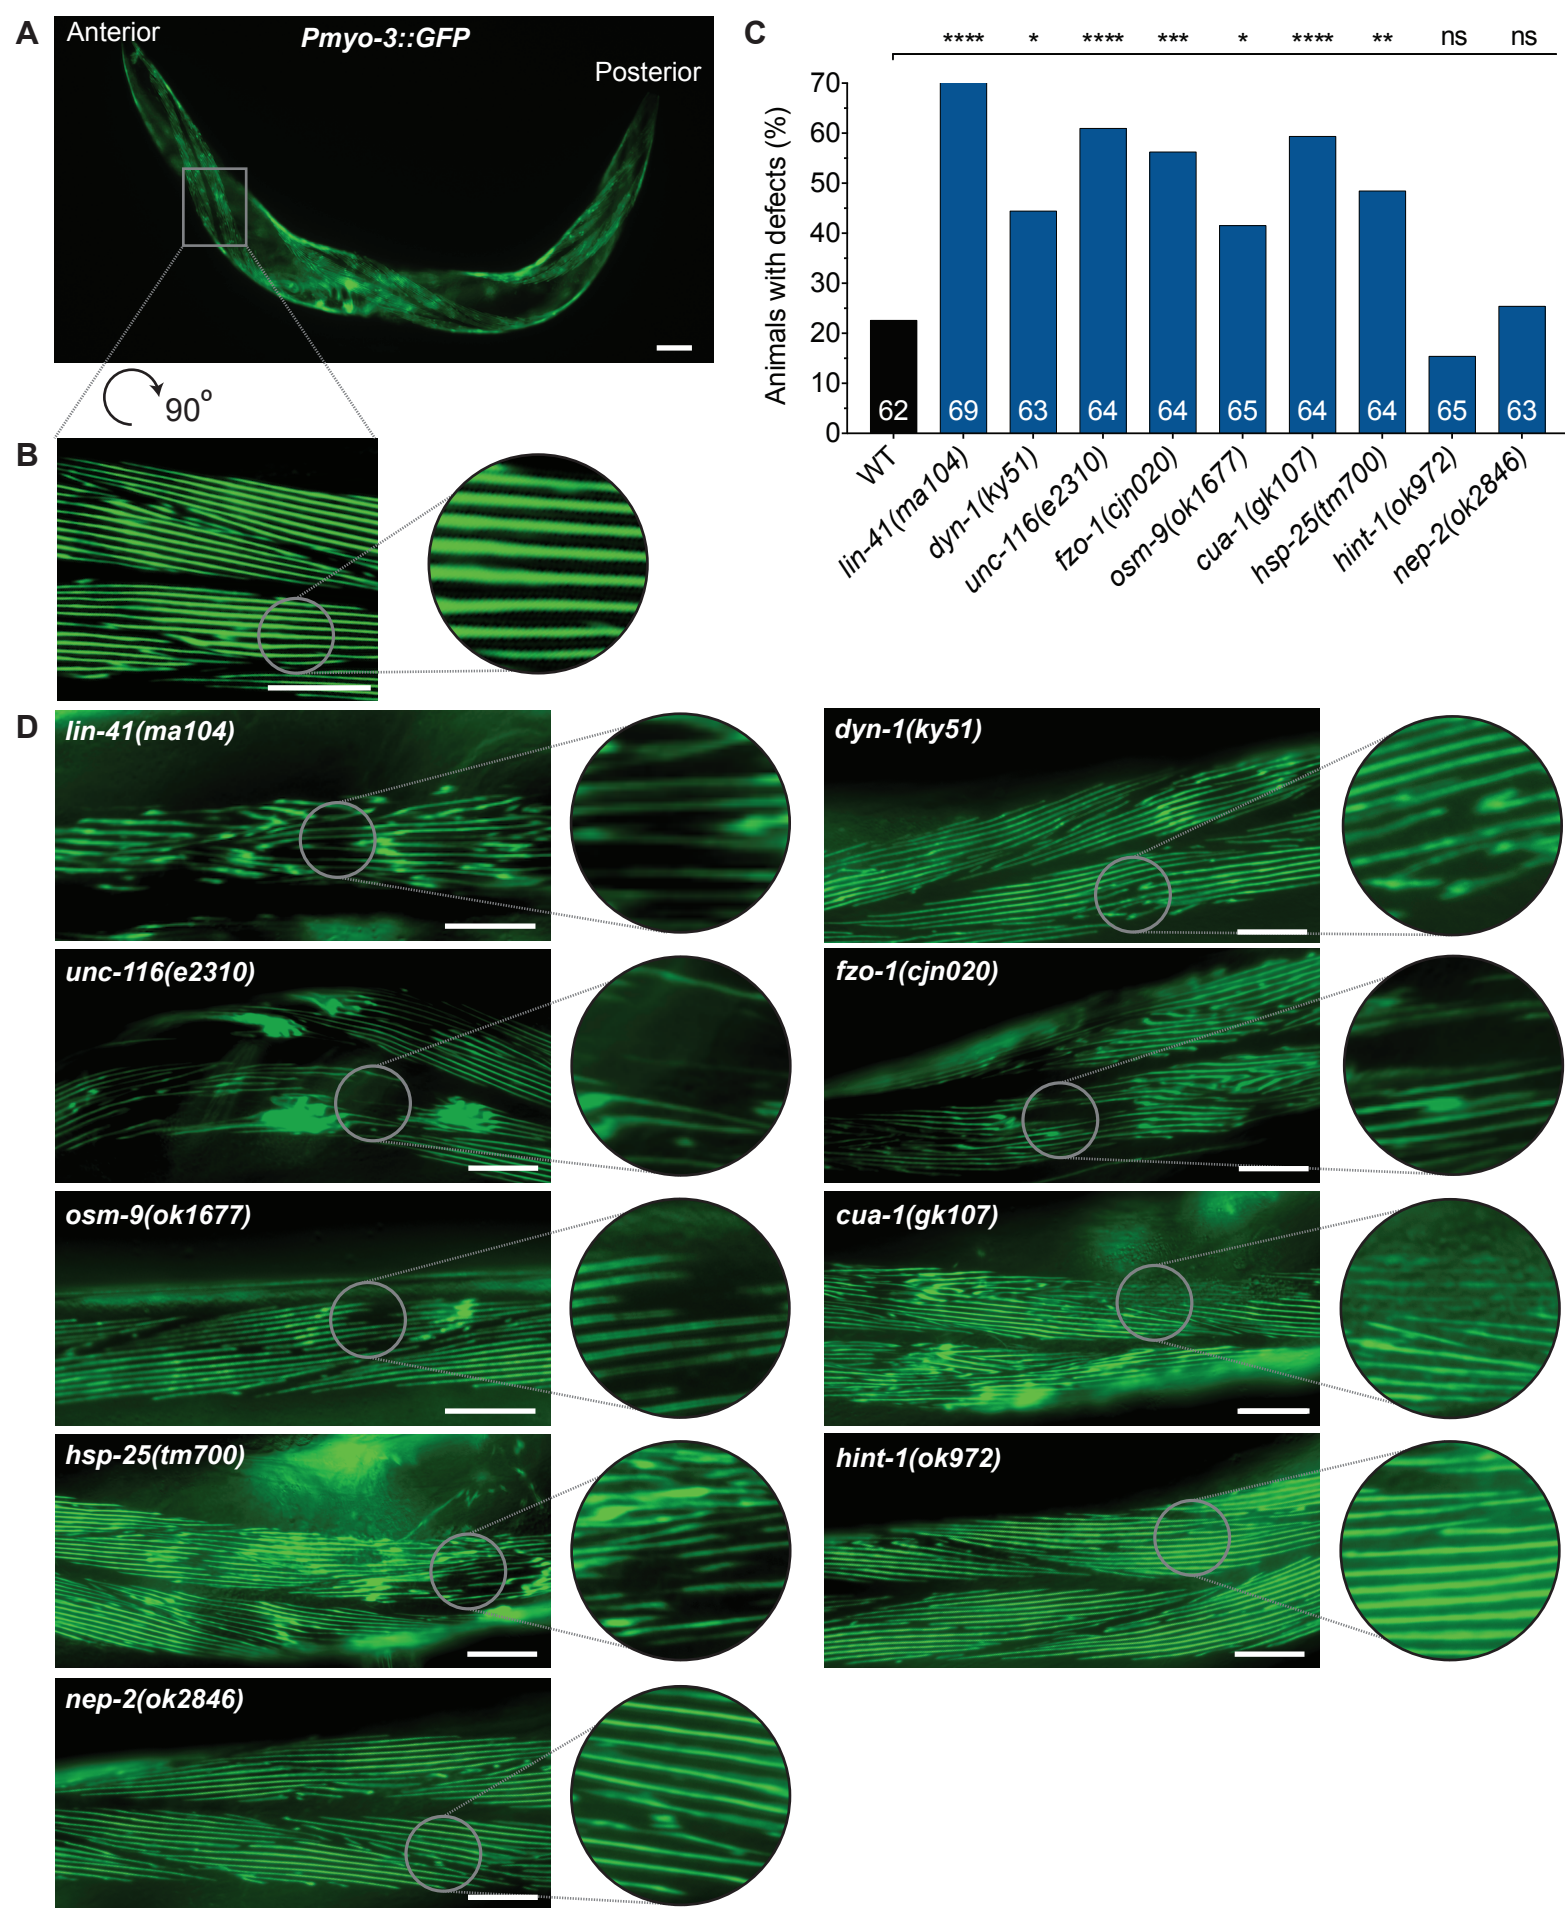 A
Anterior
Pmyo-3::GFP
Posterior
90°
B
C
**** * **** *** * **** ** ns ns
Animals with defects (%)
70
60
50
40
30
20
10
0
62 69 63 64 64 65 64 64 65 63
WT
lin-41(ma104)
dyn-1(ky51)
unc-116(e2310)
fzo-1(cjn020)
osm-9(ok1677)
cua-1(gk107)
hsp-25(tm700)
hint-1(ok972)
nep-2(ok2846)
D
lin-41(ma104)
dyn-1(ky51)
unc-116(e2310)
fzo-1(cjn020)
osm-9(ok1677)
cua-1(gk107)
hsp-25(tm700)
hint-1(ok972)
nep-2(ok2846)